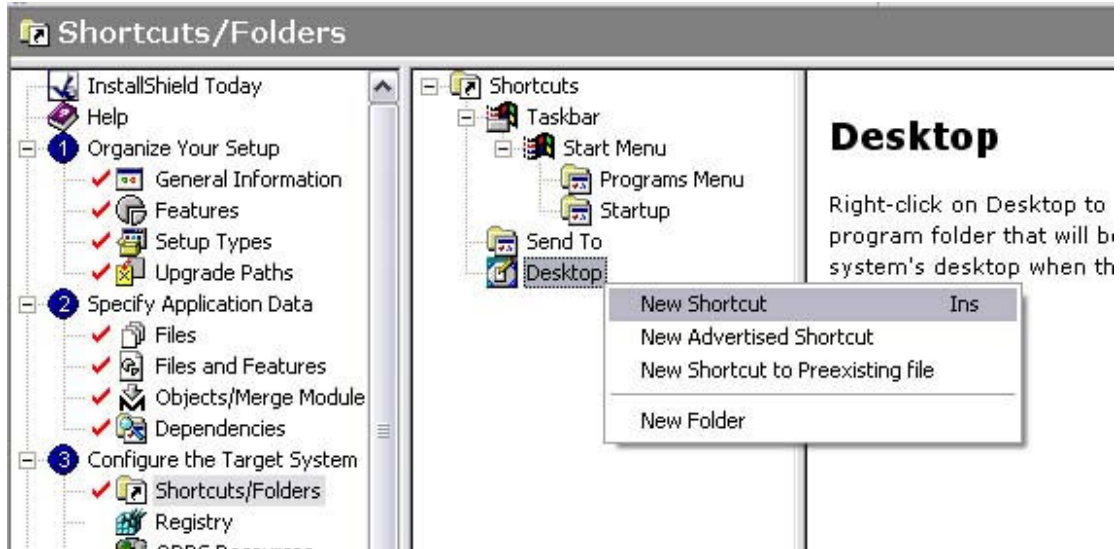 Shortcuts/Folders
InstallShield Today
Help
1 Organize Your Setup
General Information
Features
Setup Types
Upgrade Paths
2 Specify Application Data
Files
Files and Features
Objects/Merge Module
Dependencies
3 Configure the Target System
Shortcuts/Folders
Registry
Shortcuts
Taskbar
Start Menu
Programs Menu
Startup
Send To
Desktop
New Shortcut Ins
New Advertised Shortcut
New Shortcut to Preexisting file
New Folder
Desktop
Right-click on Desktop to
program folder that will be
system's desktop when th